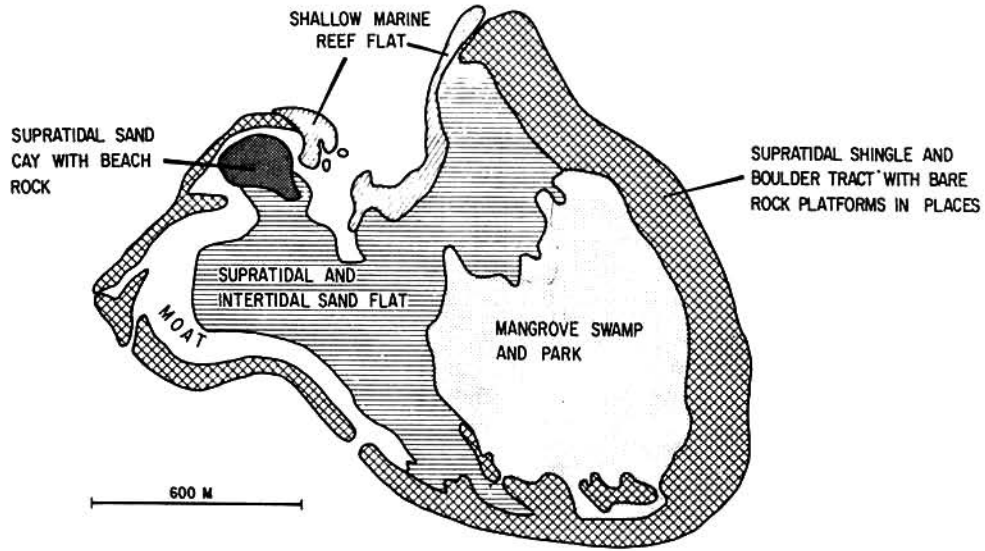 SHALLOW MARINE
REEF FLAT
SUPRATIDAL SAND
CAY WITH BEACH
ROCK
SUPRATIDAL SHINGLE AND
BOULDER TRACT WITH BARE
ROCK PLATFORMS IN PLACES
SUPRATIDAL AND
INTERTIDAL SAND FLAT
MOAT
MANGROVE SWAMP
AND PARK
600 M